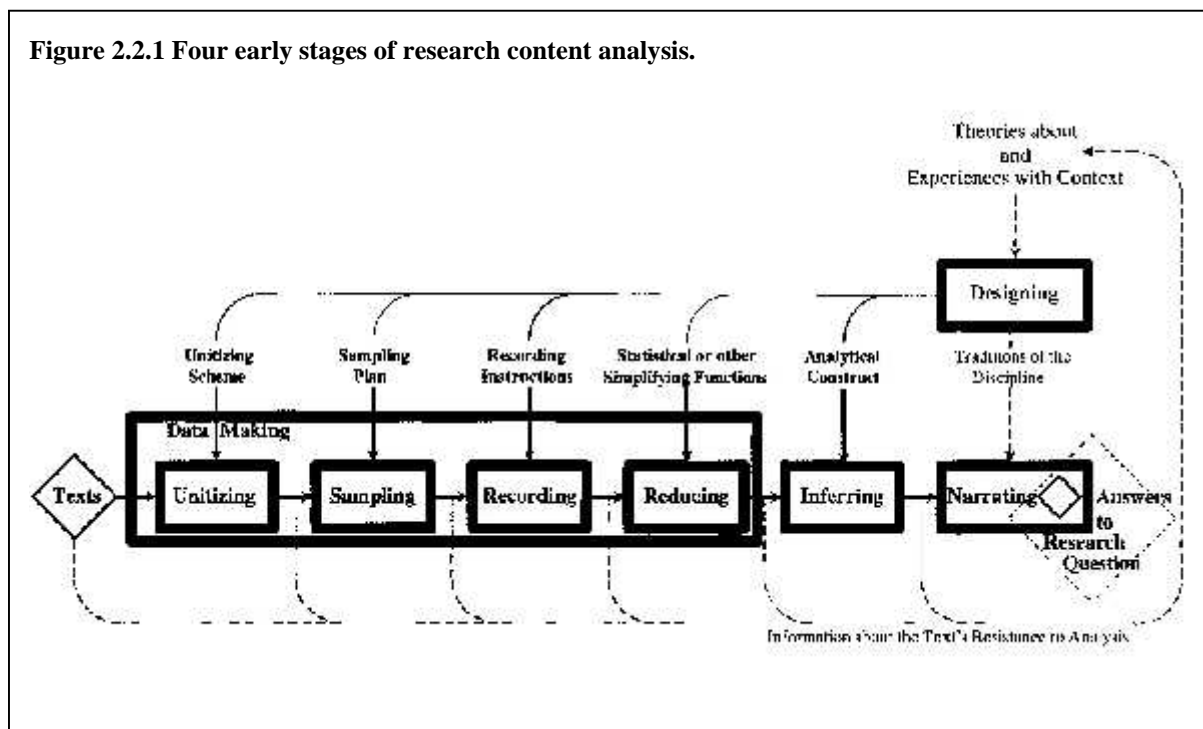 Figure 2.2.1 Four early stages of research content analysis.
Theories about
and
Experiences with Context
Designing
Unitizing
Scheme
Sampling
Plan
Recording
Instructions
Statistical or other
Simplifying Functions
Analytical
Construct
Traditions of the
Discipline
Data Making
Texts
Unitizing
Sampling
Recording
Reducing
Inferring
Narrating
Answers
to
Research
Question
Information about the Text's Resistance to Analysis